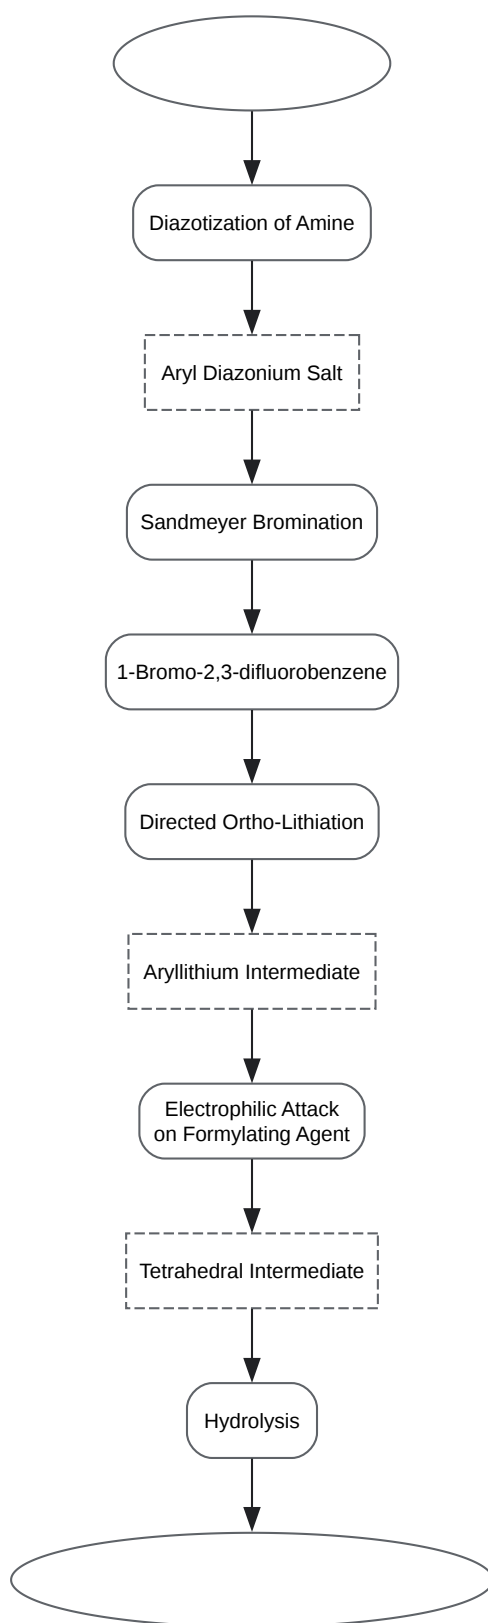 Diazotization of Amine
Aryl Diazonium Salt
Sandmeyer Bromination
1-Bromo-2,3-difluorobenzene
Directed Ortho-Lithiation
Aryllithium Intermediate
Electrophilic Attack
on Formylating Agent
Tetrahedral Intermediate
Hydrolysis